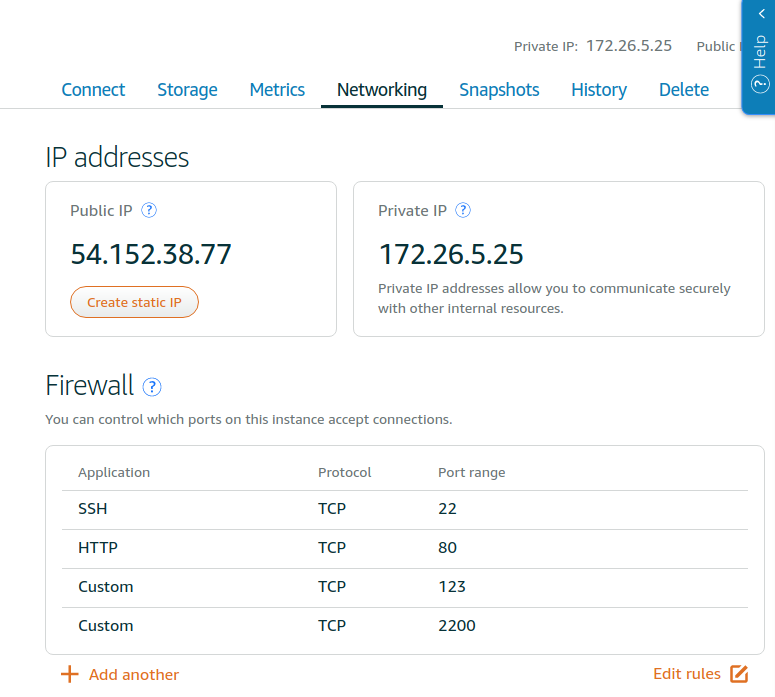 Private IP: 172.26.5.25 Public
Help
Connect Storage Metrics Networking Snapshots History Delete
IP addresses
Public IP ?
54.152.38.77
Create static IP
Private IP ?
172.26.5.25
Private IP addresses allow you to communicate securely
with other internal resources.
Firewall ?
You can control which ports on this instance accept connections.
Application Protocol Port range
SSH TCP 22
HTTP TCP 80
Custom TCP 123
Custom TCP 2200
Add another
Edit rules